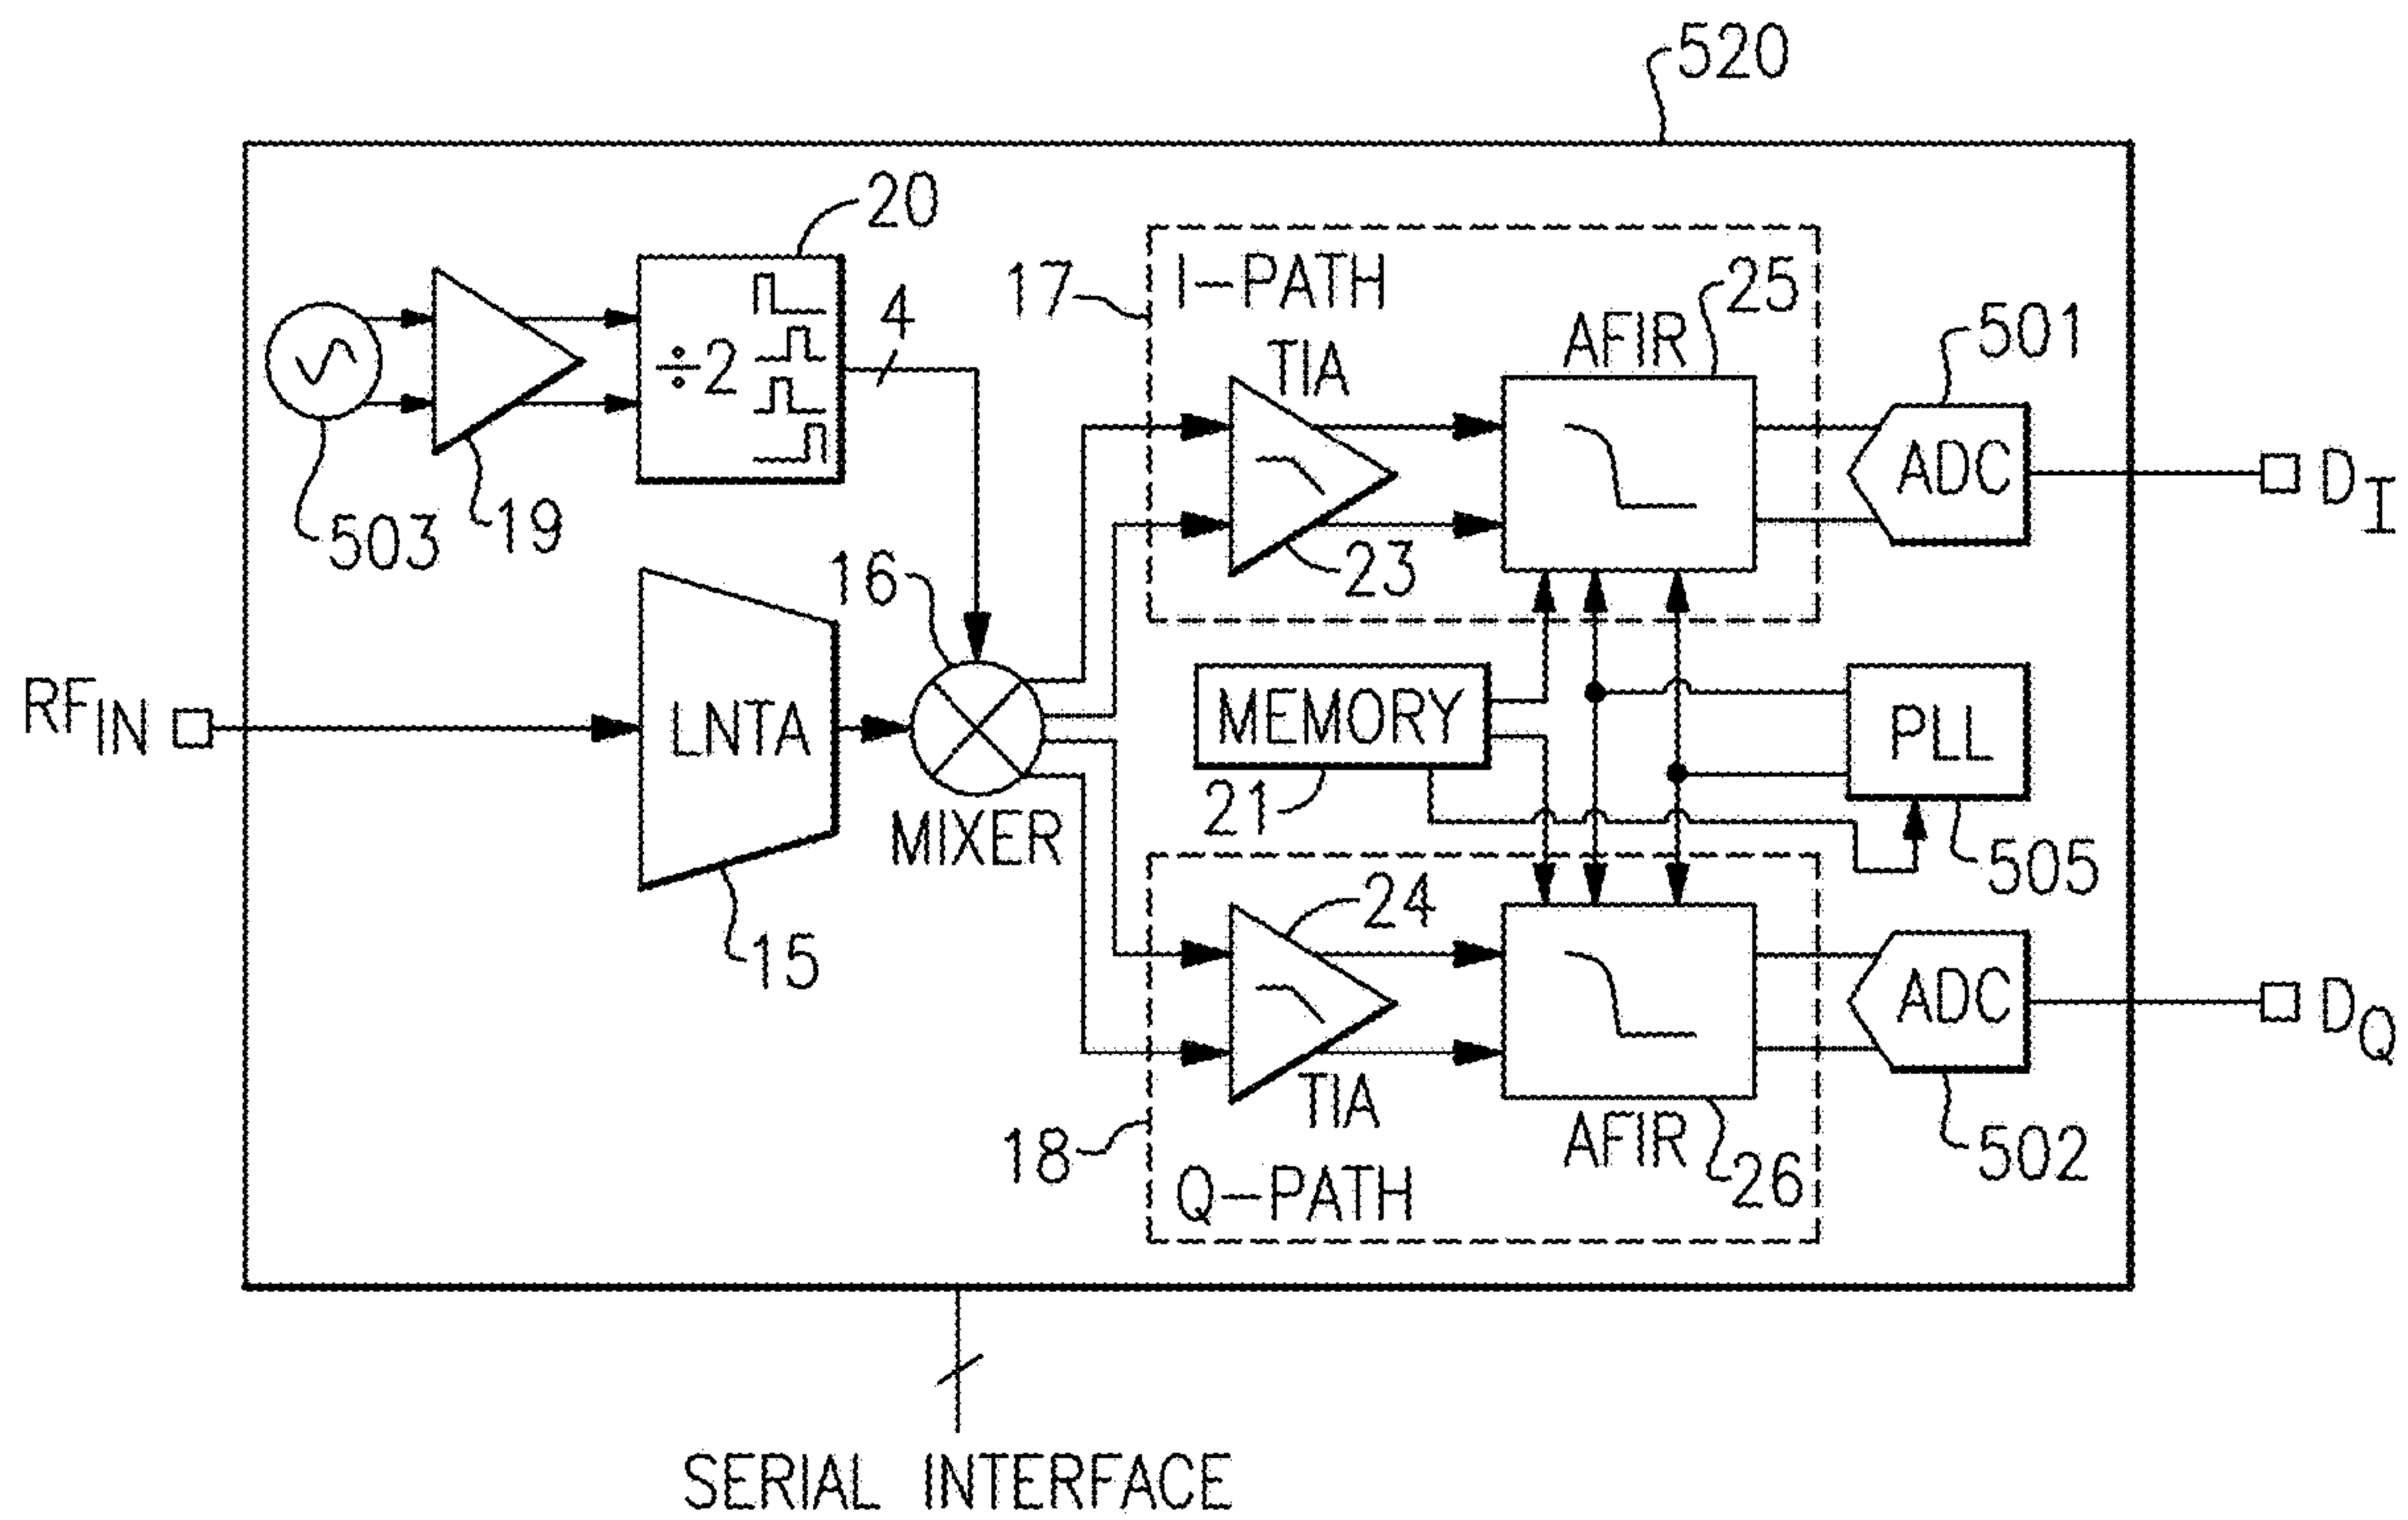 520
20
4
17
I-PATH
25
AFIR
TIA
501
÷2
ADC
D_I
503
19
23
16
RF_IN
LNTA
MEMORY
PLL
21
MIXER
505
24
15
ADC
D_Q
TIA
AFIR
18
502
26
Q-PATH
SERIAL INTERFACE